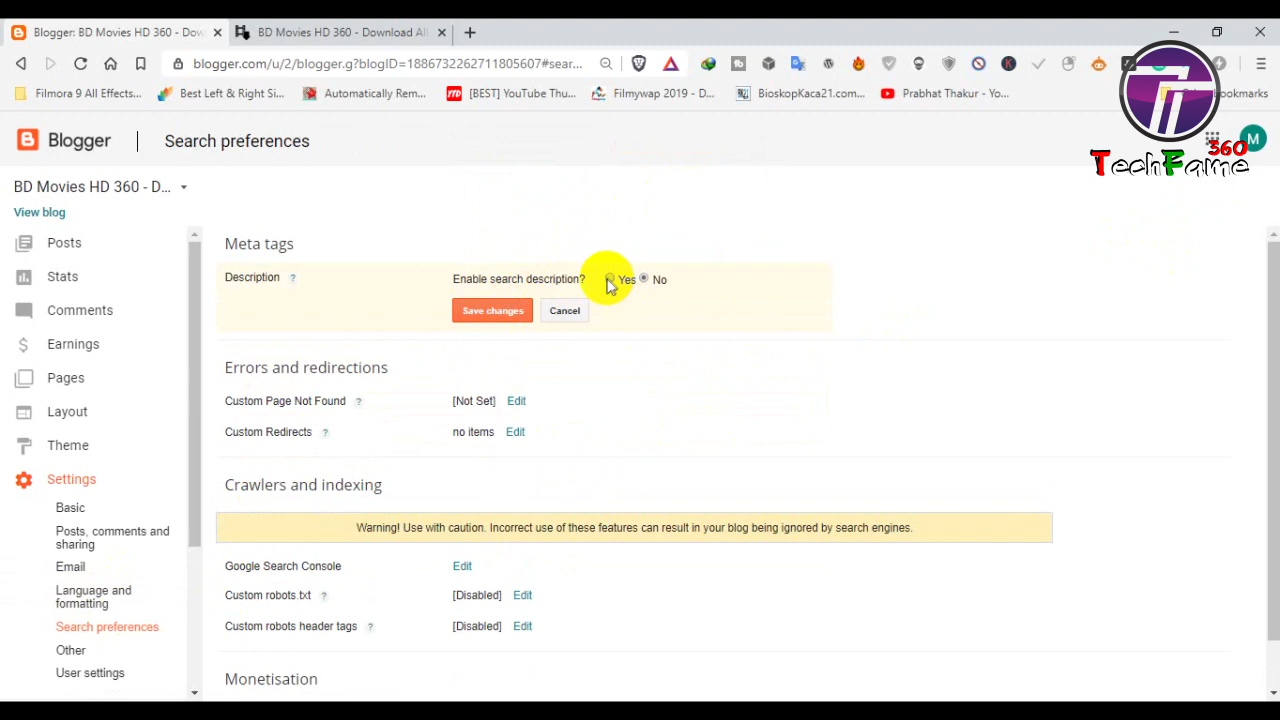 Blogger: BD Movies HD 360 - Dow
BD Movies HD 360 - Download All
blogger.com/u/2/blogger.g?blogID=1886732262711805607#sear...
Filmora 9 All Effects...
Best Left & Right Si...
Automatically Rem...
[BEST] YouTube Thu...
Filmywap 2019 - D...
BioskopKaca21.com...
Prabhat Thakur - Yo...
bookmarks
Blogger
Search preferences
M
360
TechFame
BD Movies HD 360 - D...
View blog
Posts
Stats
Comments
Earnings
Pages
Layout
Theme
Settings
Basic
Posts, comments and
sharing
Email
Language and
formatting
Search preferences
Other
User settings
Meta tags
Description ?
Enable search description? Yes No
Save changes Cancel
Errors and redirections
Custom Page Not Found ? [Not Set] Edit
Custom Redirects ? no items Edit
Crawlers and indexing
Warning! Use with caution. Incorrect use of these features can result in your blog being ignored by search engines.
Google Search Console Edit
Custom robots.txt ? [Disabled] Edit
Custom robots header tags ? [Disabled] Edit
Monetisation